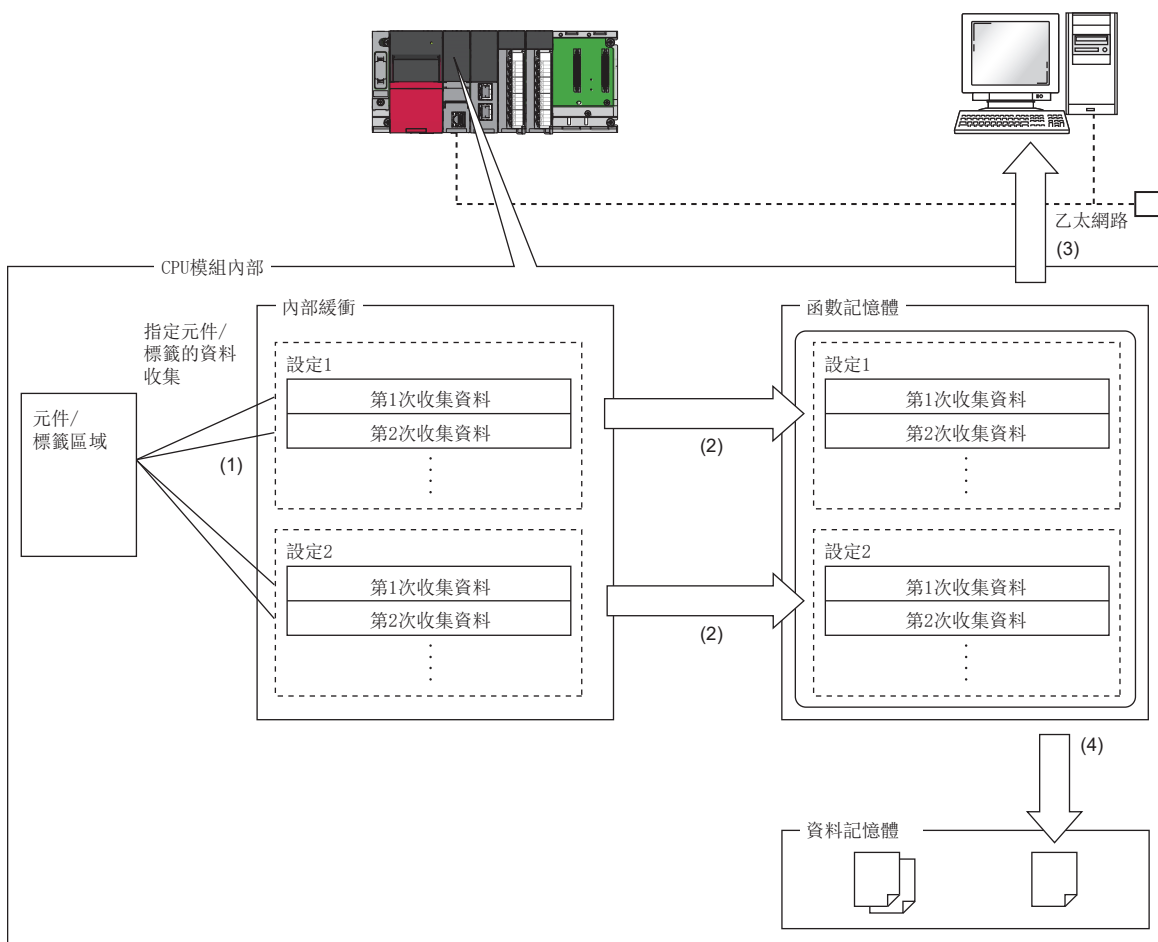 乙太網路
(3)
CPU模組內部
指定元件/
標籤的資料
收集
元件/
標籤區域
(1)
內部緩衝
設定1
第1次收集資料
第2次收集資料
設定2
第1次收集資料
第2次收集資料
(2)
(2)
函數記憶體
設定1
第1次收集資料
第2次收集資料
設定2
第1次收集資料
第2次收集資料
(4)
資料記憶體